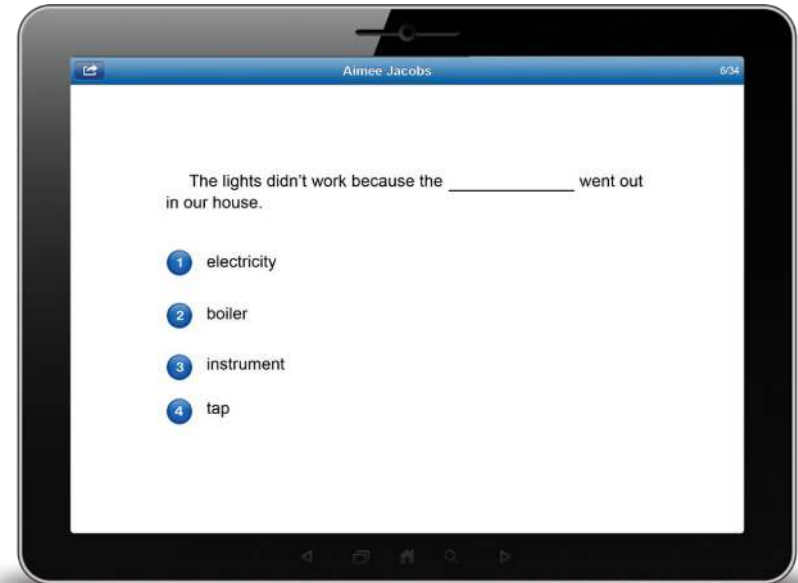 Aimee Jacobs
6/34
The lights didn't work because the ______________ went out
in our house.
1 electricity
2 boiler
3 instrument
4 tap